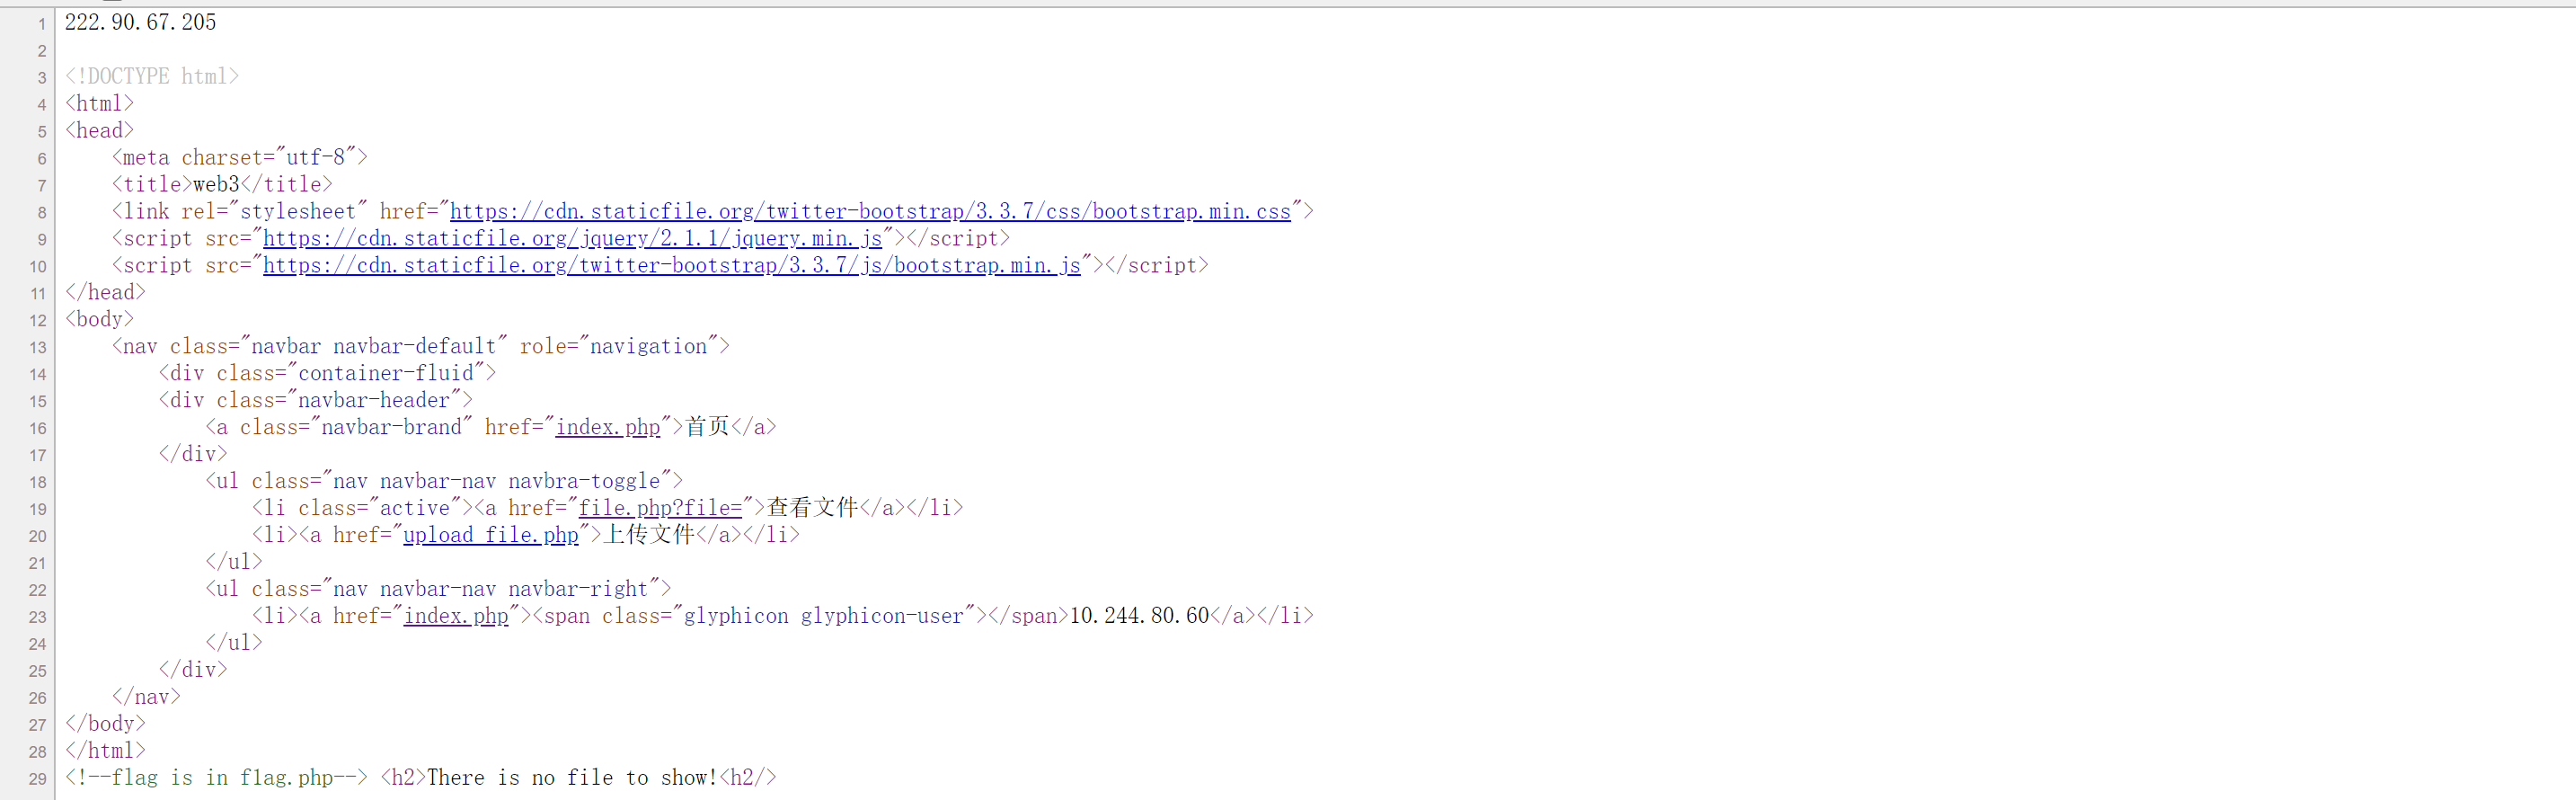 1 222.90.67.205
2
3 <!DOCTYPE html>
4 <html>
5 <head>
6 <meta charset="utf-8">
7 <title>web3</title>
8 <link rel="stylesheet" href="https://cdn.staticfile.org/twitter-bootstrap/3.3.7/css/bootstrap.min.css">
9 <script src="https://cdn.staticfile.org/jquery/2.1.1/jquery.min.js"></script>
10 <script src="https://cdn.staticfile.org/twitter-bootstrap/3.3.7/js/bootstrap.min.js"></script>
11 </head>
12 <body>
13 <nav class="navbar navbar-default" role="navigation">
14 <div class="container-fluid">
15 <div class="navbar-header">
16 <a class="navbar-brand" href="index.php">首页</a>
17 </div>
18 <ul class="nav navbar-nav navbra-toggle">
19 <li class="active"><a href="file.php?file=">查看文件</a></li>
20 <li><a href="upload_file.php">上传文件</a></li>
21 </ul>
22 <ul class="nav navbar-nav navbar-right">
23 <li><a href="index.php"><span class="glyphicon glyphicon-user"></span>10.244.80.60</a></li>
24 </ul>
25 </div>
26 </nav>
27 </body>
28 </html>
29 <!--flag is in f1ag.php--> <h2>There is no file to show!<h2/>